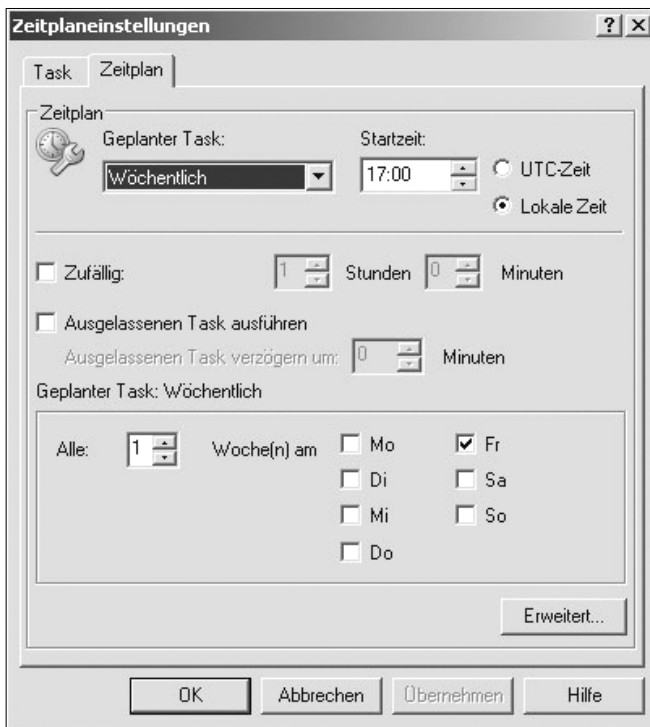 Zeitplaneinstellungen
Task Zeitplan
Zeitplan
Geplanter Task: Startzeit:
Wöchentlich 17:00 UTC-Zeit
Lokale Zeit
Zufällig: 1 Stunden 0 Minuten
Ausgelassenen Task ausführen
Ausgelassenen Task verzögern um: 0 Minuten
Geplanter Task: Wöchentlich
Alle: 1 Woche(n) am Mo Fr
Di Sa
Mi So
Do
Erweitert...
OK Abbrechen Übernehmen Hilfe